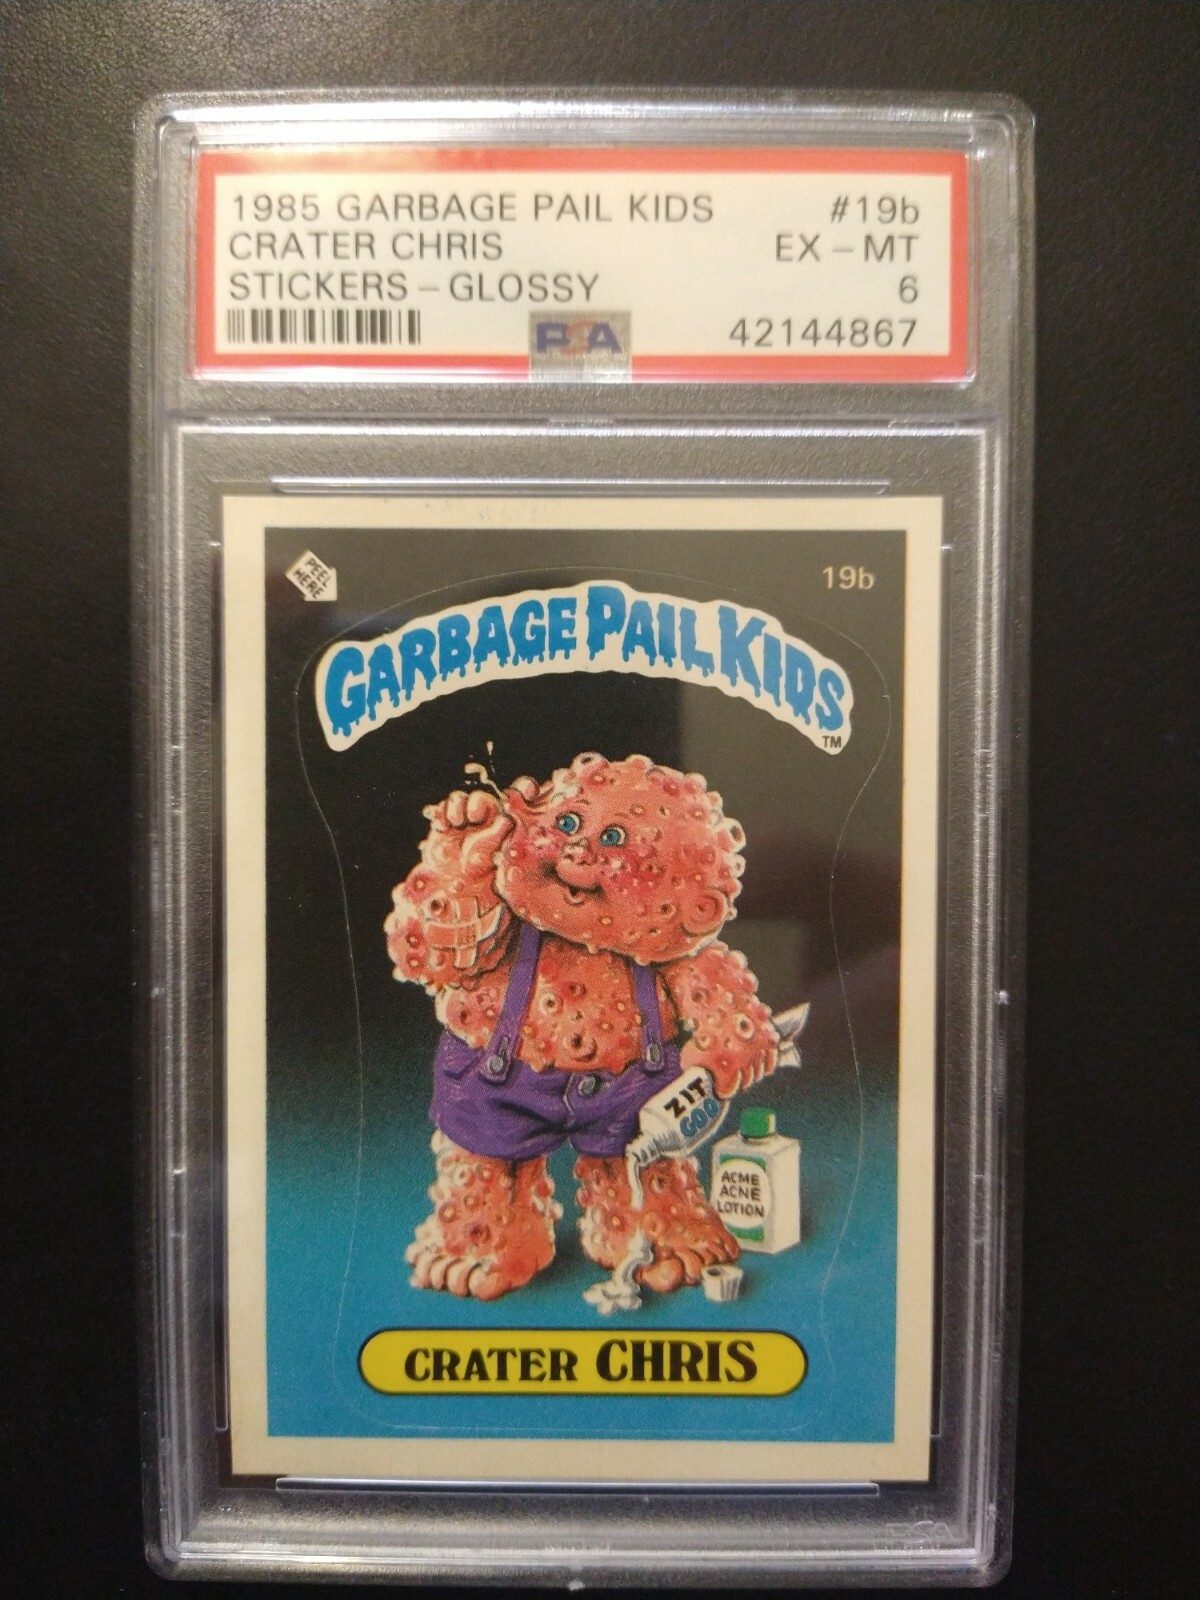 1985 GARBAGE PAIL KIDS #19b
CRATER CHRIS EX - MT
STICKERS - GLOSSY 6
PSA 42144867
PEEL HERE
19b
GARBAGE PAIL KIDS
TM
ZIT
GOO
ACME
ACNE
LOTION
CRATER CHRIS
PSA